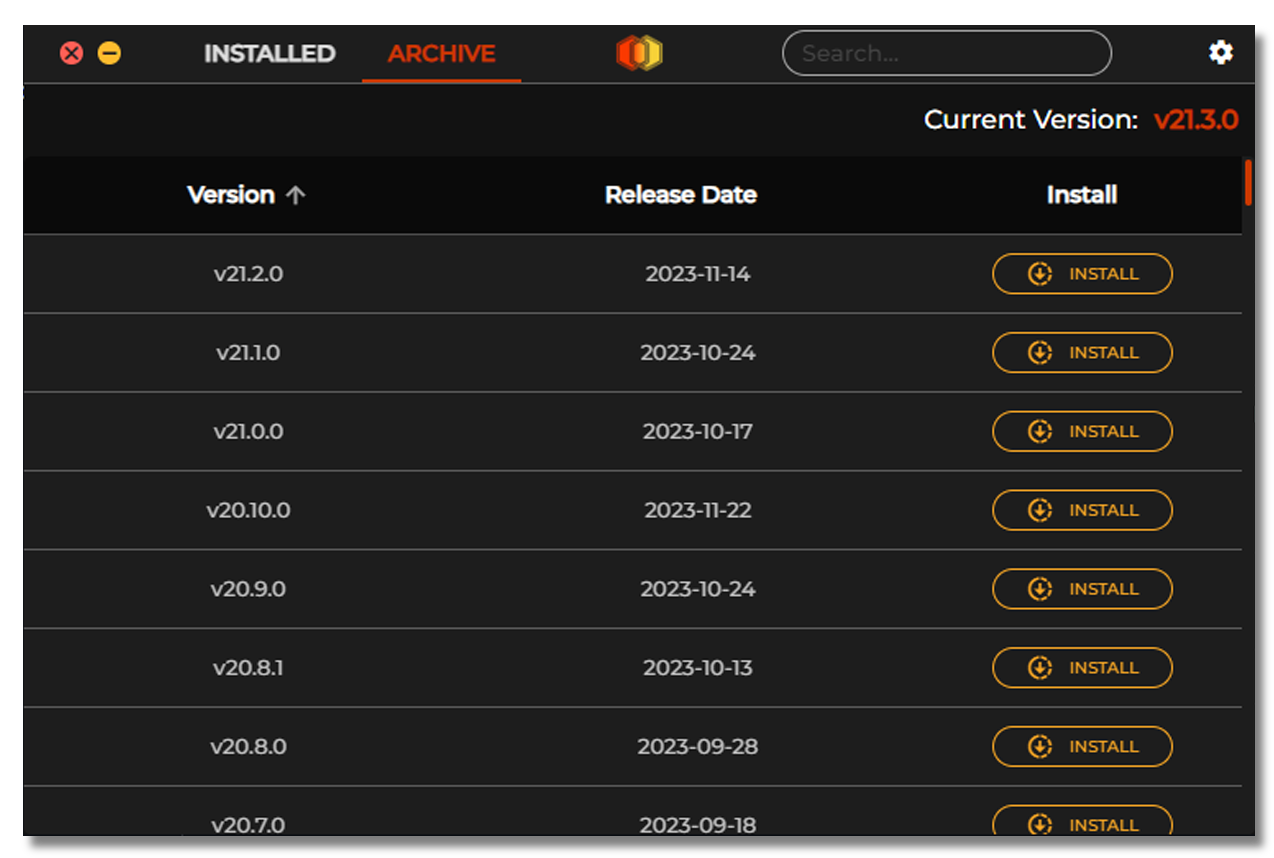 INSTALLED ARCHIVE Search...
Current Version: v21.3.0
Version Release Date Install
v21.2.0 2023-11-14 INSTALL
v21.1.0 2023-10-24 INSTALL
v21.0.0 2023-10-17 INSTALL
v20.10.0 2023-11-22 INSTALL
v20.9.0 2023-10-24 INSTALL
v20.8.1 2023-10-13 INSTALL
v20.8.0 2023-09-28 INSTALL
v20.7.0 2023-09-18 INSTALL